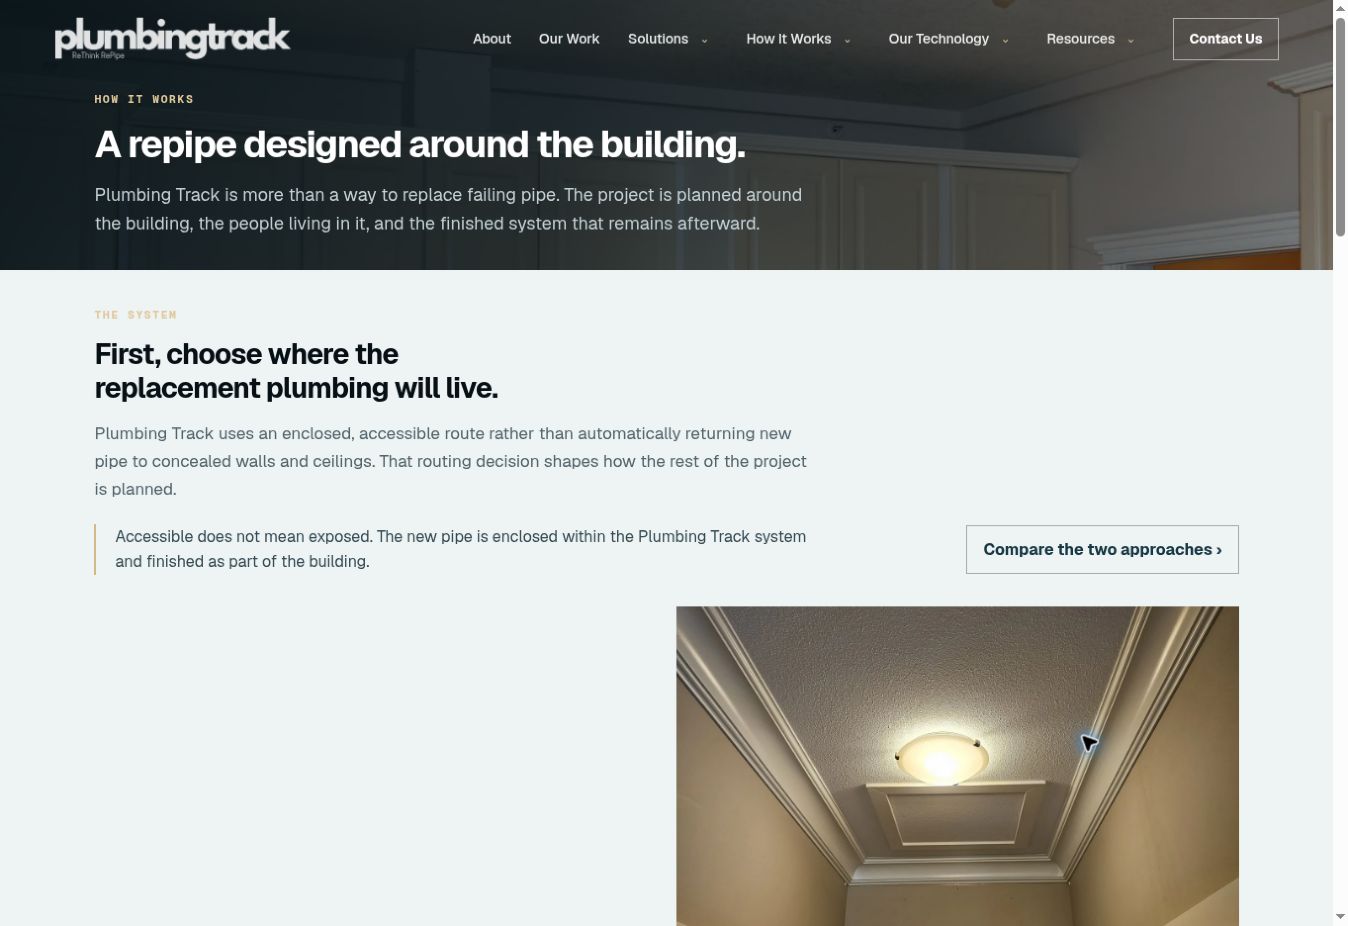 plumbingtrack
ReThink RePipe
About
Our Work
Solutions
How It Works
Our Technology
Resources
Contact Us
HOW IT WORKS
A repipe designed around the building.
Plumbing Track is more than a way to replace failing pipe. The project is planned around
the building, the people living in it, and the finished system that remains afterward.
THE SYSTEM
First, choose where the
replacement plumbing will live.
Plumbing Track uses an enclosed, accessible route rather than automatically returning new
pipe to concealed walls and ceilings. That routing decision shapes how the rest of the project
is planned.
Accessible does not mean exposed. The new pipe is enclosed within the Plumbing Track system
and finished as part of the building.
Compare the two approaches ›